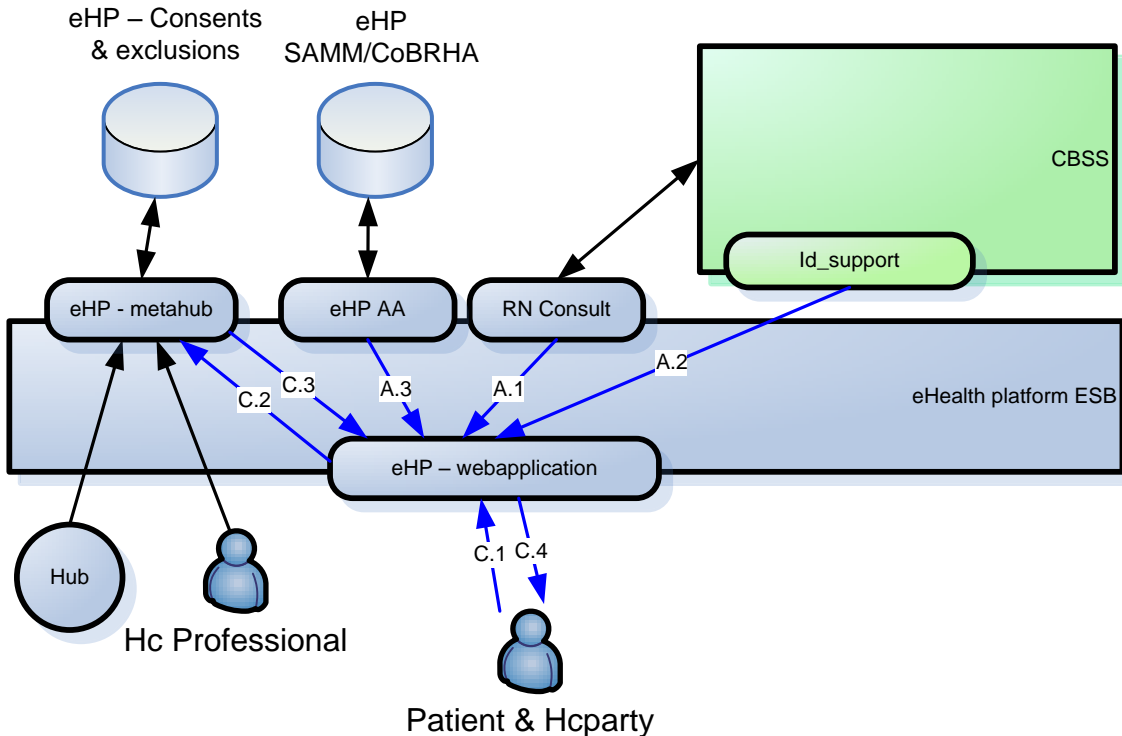 eHP – Consents
& exclusions
eHP
SAMM/CoBRHA
CBSS
Id_support
eHP - metahub
eHP AA
RN Consult
A.2
C.3
A.3
A.1
C.2
eHealth platform ESB
eHP – webapplication
C.1
C.4
Hub
Hc Professional
Patient & Hcparty